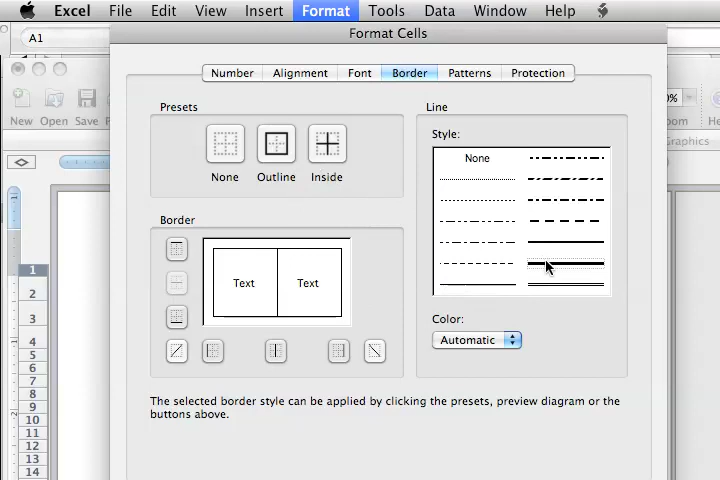 Excel File Edit View Insert Format Tools Data Window Help
A1
Format Cells
Number Alignment Font Border Patterns Protection
New Open Save
Presets
None Outline Inside
Border
Text Text
Line
Style:
None
Color:
Automatic
The selected border style can be applied by clicking the presets, preview diagram or the
buttons above.
0%
oom
raphics
1
2
3
4
5
6
7
8
9
10
11
12
13
14